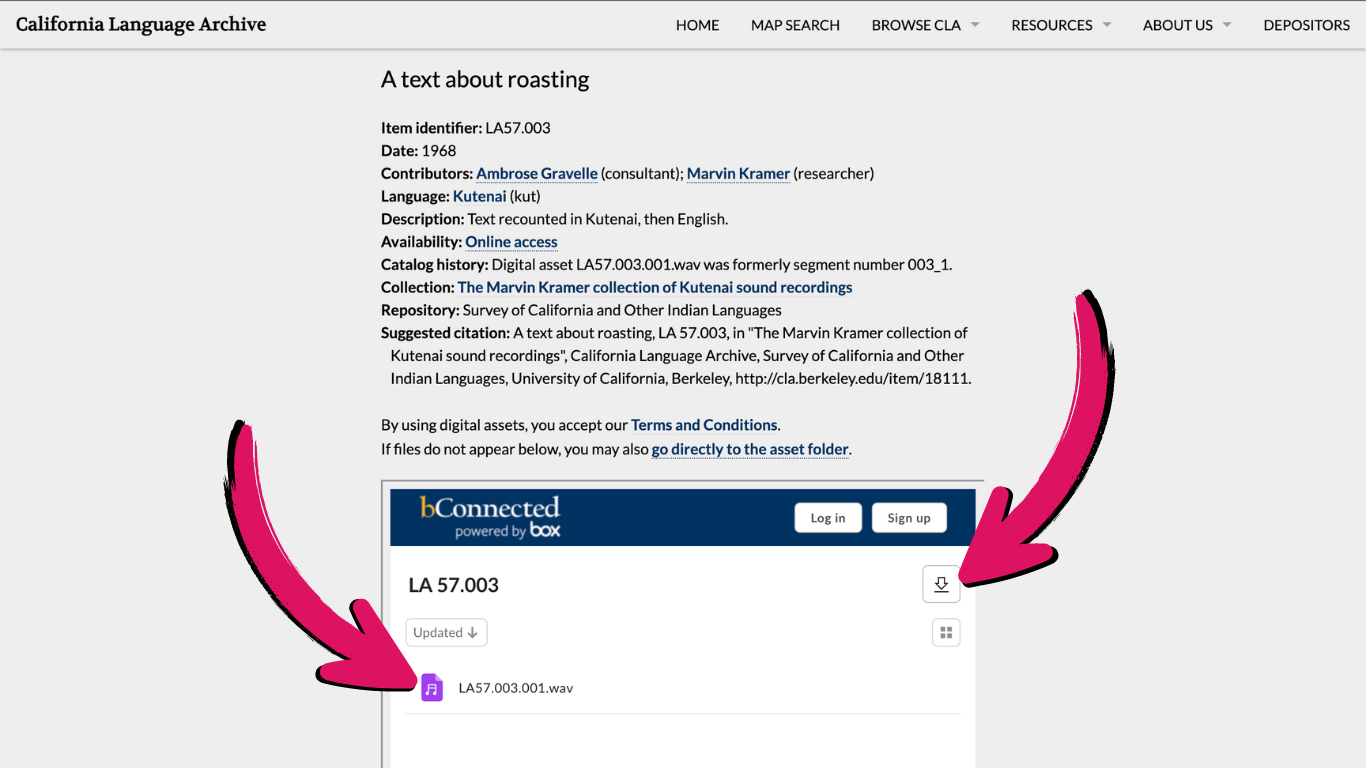 California Language Archive
HOME MAP SEARCH BROWSE CLA RESOURCES ABOUT US DEPOSITORS
A text about roasting
Item identifier: LA57.003
Date: 1968
Contributors: Ambrose Gravelle (consultant); Marvin Kramer (researcher)
Language: Kutenai (kut)
Description: Text recounted in Kutenai, then English.
Availability: Online access
Catalog history: Digital asset LA57.003.001.wav was formerly segment number 003_1.
Collection: The Marvin Kramer collection of Kutenai sound recordings
Repository: Survey of California and Other Indian Languages
Suggested citation: A text about roasting, LA 57.003, in "The Marvin Kramer collection of
Kutenai sound recordings", California Language Archive, Survey of California and Other
Indian Languages, University of California, Berkeley, http://cla.berkeley.edu/item/18111.
By using digital assets, you accept our Terms and Conditions.
If files do not appear below, you may also go directly to the asset folder.
bConnected
powered by box
Log in Sign up
LA 57.003
Updated
LA57.003.001.wav